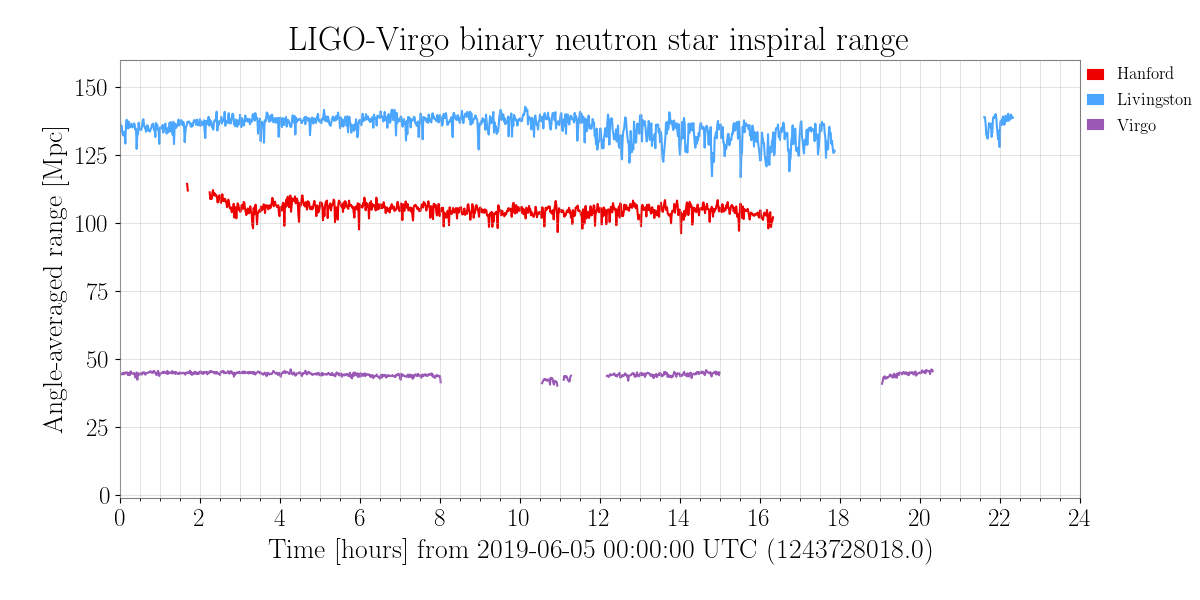 LIGO-Virgo binary neutron star inspiral range
Angle-averaged range [Mpc]
150
125
100
75
50
25
0
0 2 4 6 8 10 12 14 16 18 20 22 24
Time [hours] from 2019-06-05 00:00:00 UTC (1243728018.0)
Hanford
Livingston
Virgo